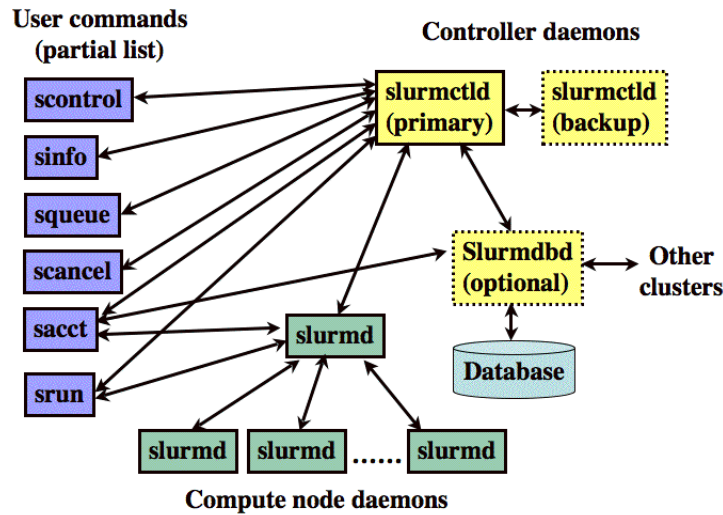 User commands
(partial list)
Controller daemons
scontrol
slurmctld
(primary)
slurmctld
(backup)
sinfo
squeue
scancel
Slurmdbd
(optional)
Other
clusters
sacct
slurmd
Database
srun
slurmd
slurmd
......
slurmd
Compute node daemons